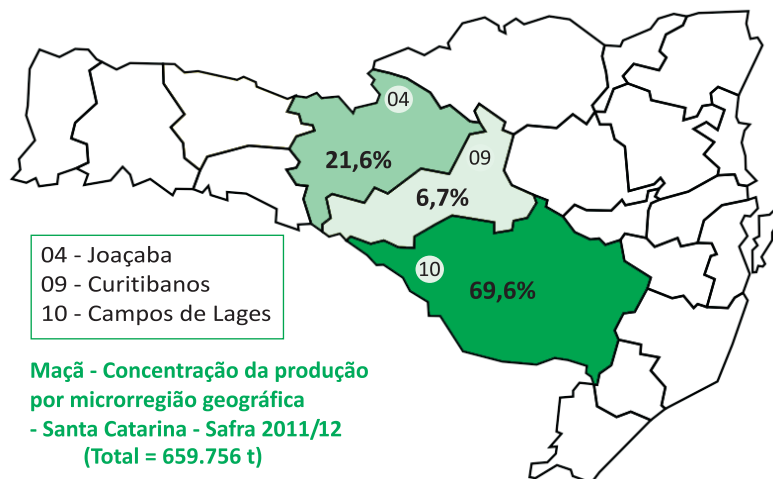 04
21,6%
09
6,7%
10
69,6%
04 - Joaçaba
09 - Curitibanos
10 - Campos de Lages
Maçã - Concentração da produção
por microrregião geográfica
- Santa Catarina - Safra 2011/12
(Total = 659.756 t)